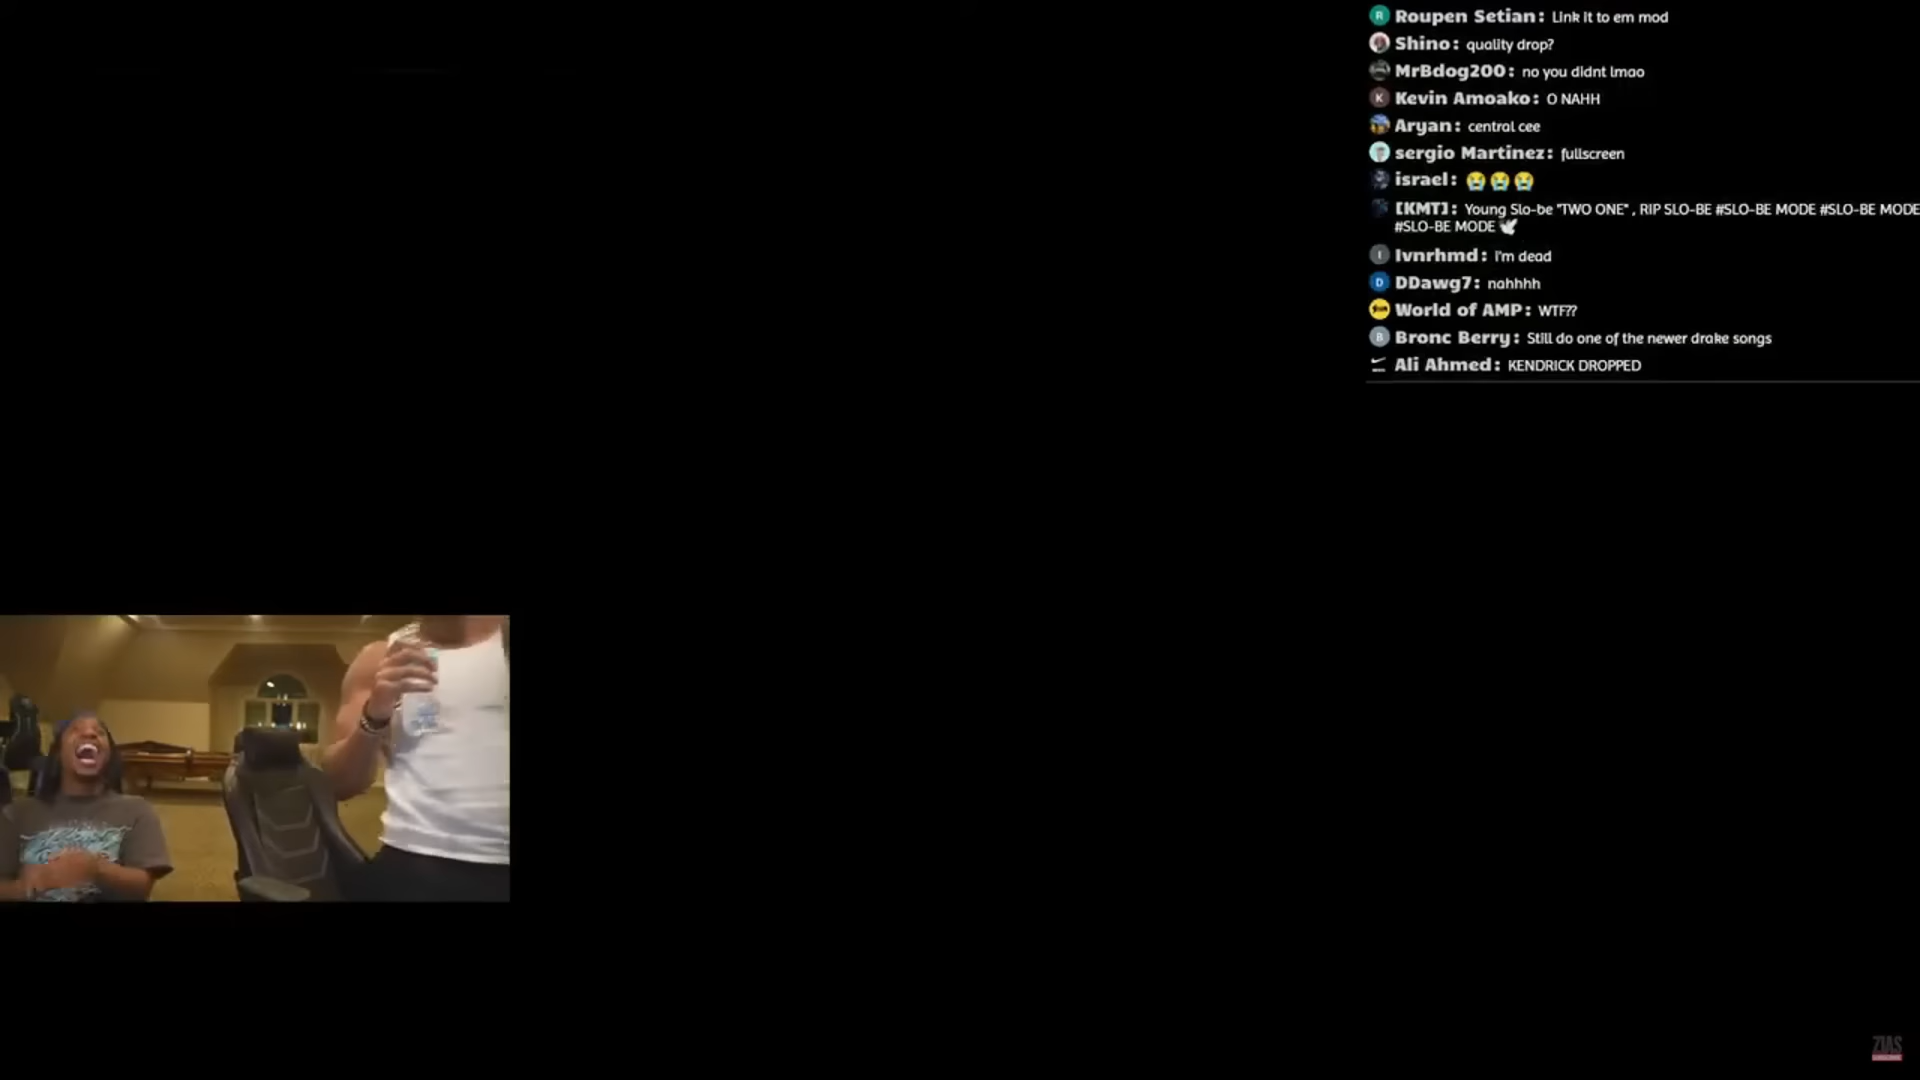 Roupen Setian: Link it to em mod
Shino: quality drop?
MrBdog200: no you didnt lmao
Kevin Amoako: O NAHH
Aryan: central cee
sergio Martinez: fullscreen
israel: 😭😭😭
[KMT]: Young Slo-be "TWO ONE" , RIP SLO-BE #SLO-BE MODE #SLO-BE MODE
#SLO-BE MODE 🕊
Ivnrhmd: I'm dead
DDawg7: nahhhh
World of AMP: WTF??
Bronc Berry: Still do one of the newer drake songs
Ali Ahmed: KENDRICK DROPPED
ZIAS